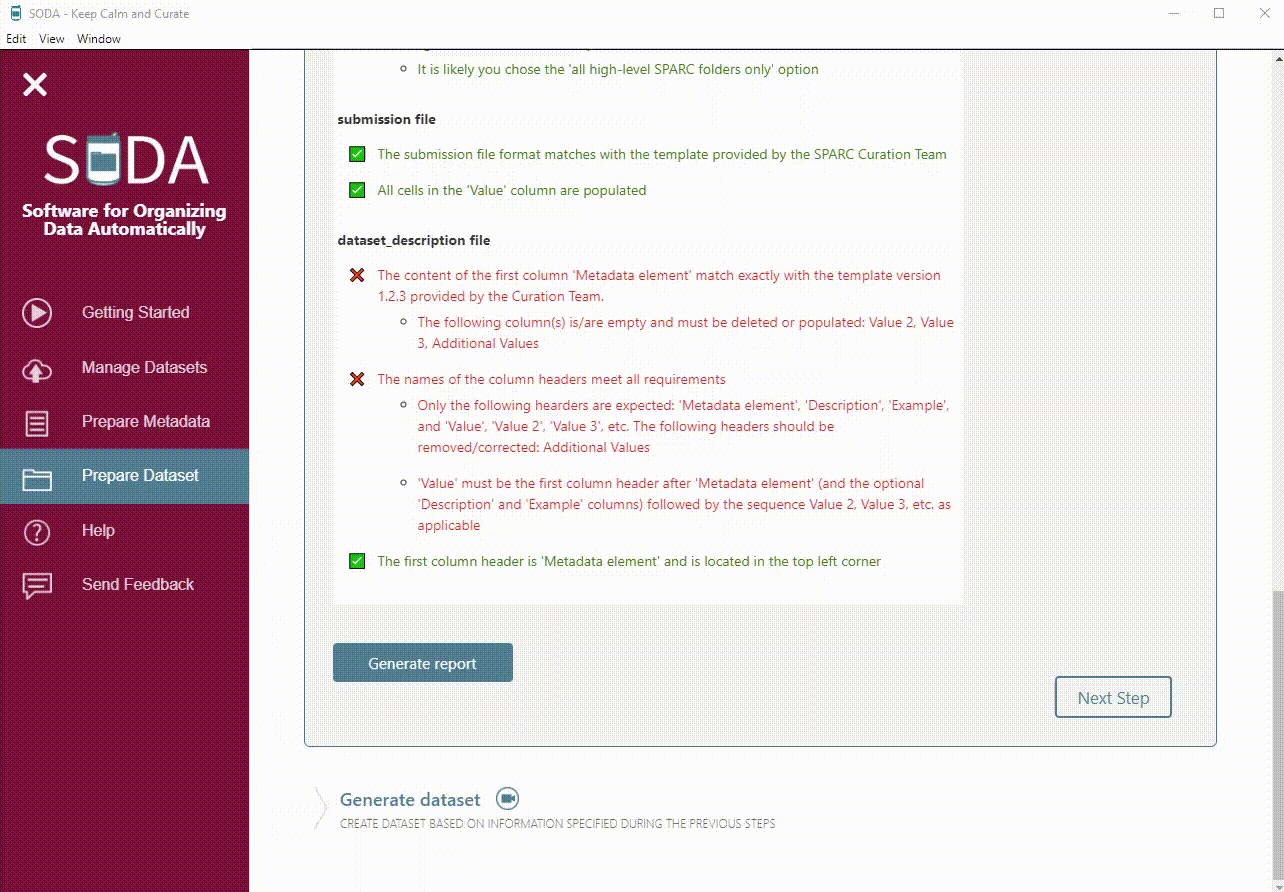 SODA - Keep Calm and Curate
Edit View Window
SODA
Software for Organizing
Data Automatically
Getting Started
Manage Datasets
Prepare Metadata
Prepare Dataset
Help
Send Feedback
It is likely you chose the 'all high-level SPARC folders only' option
submission file
The submission file format matches with the template provided by the SPARC Curation Team
All cells in the 'Value' column are populated
dataset_description file
The content of the first column 'Metadata element' match exactly with the template version
1.2.3 provided by the Curation Team.
The following column(s) is/are empty and must be deleted or populated: Value 2, Value
3, Additional Values
The names of the column headers meet all requirements
Only the following hearders are expected: 'Metadata element', 'Description', 'Example',
and 'Value', 'Value 2', 'Value 3', etc. The following headers should be
removed/corrected: Additional Values
'Value' must be the first column header after 'Metadata element' (and the optional
'Description' and 'Example' columns) followed by the sequence Value 2, Value 3, etc. as
applicable
The first column header is 'Metadata element' and is located in the top left corner
Generate report
Next Step
Generate dataset
CREATE DATASET BASED ON INFORMATION SPECIFIED DURING THE PREVIOUS STEPS